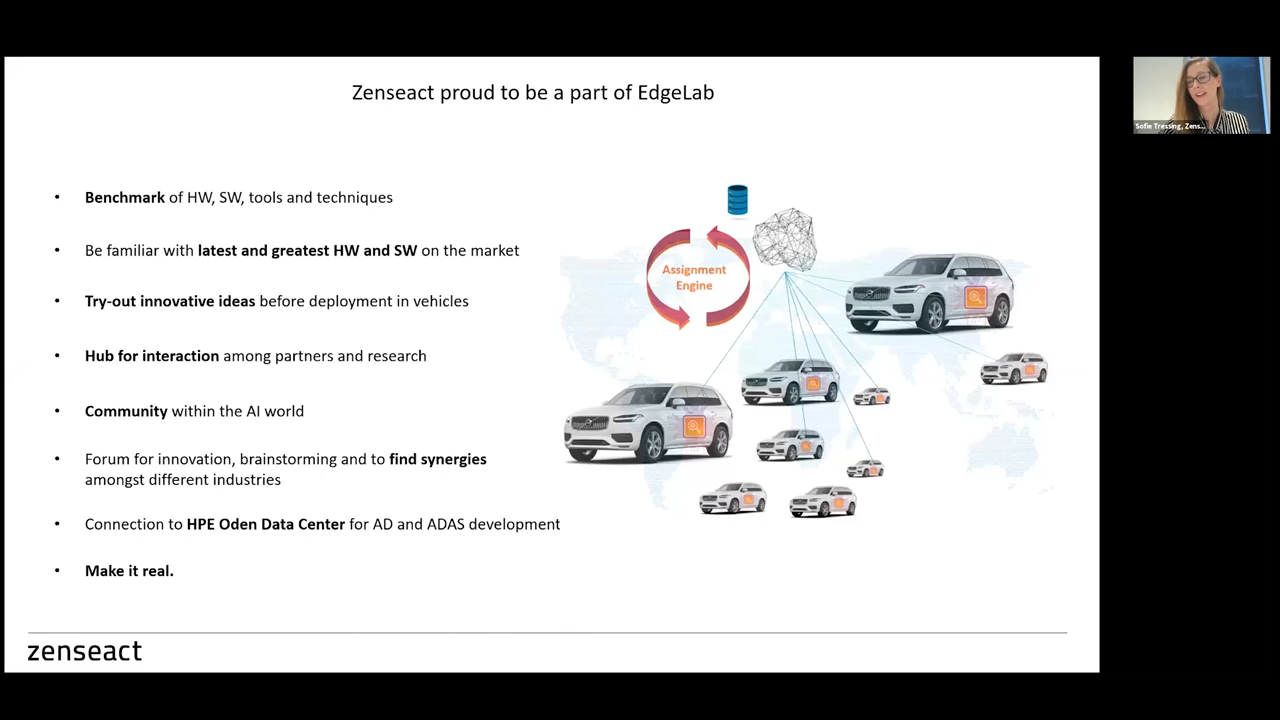 Zenseact proud to be a part of EdgeLab
Sofie Tressing, Zens...
• Benchmark of HW, SW, tools and techniques
• Be familiar with latest and greatest HW and SW on the market
• Try-out innovative ideas before deployment in vehicles
• Hub for interaction among partners and research
• Community within the AI world
• Forum for innovation, brainstorming and to find synergies
amongst different industries
• Connection to HPE Oden Data Center for AD and ADAS development
• Make it real.
Assignment
Engine
zenseact